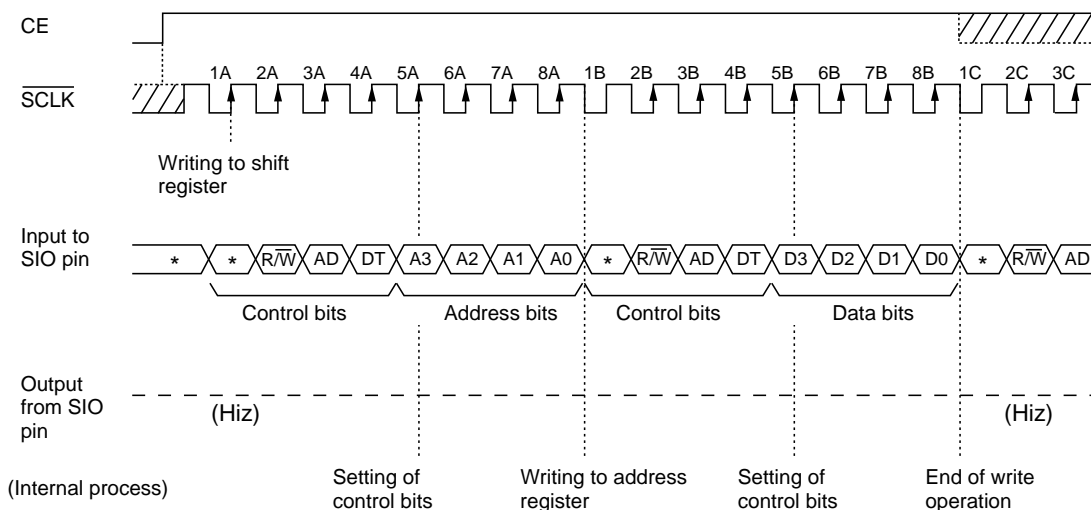 CE
1A 2A 3A 4A 5A 6A 7A 8A 1B 2B 3B 4B 5B 6B 7B 8B 1C 2C 3C
SCLK
Writing to shift
register
Input to
SIO pin
* * R/W AD DT A3 A2 A1 A0 * R/W AD DT D3 D2 D1 D0 * R/W AD
Control bits Address bits Control bits Data bits
Output
from SIO
pin
(Hiz) (Hiz)
(Internal process)
Setting of
control bits
Writing to address
register
Setting of
control bits
End of write
operation